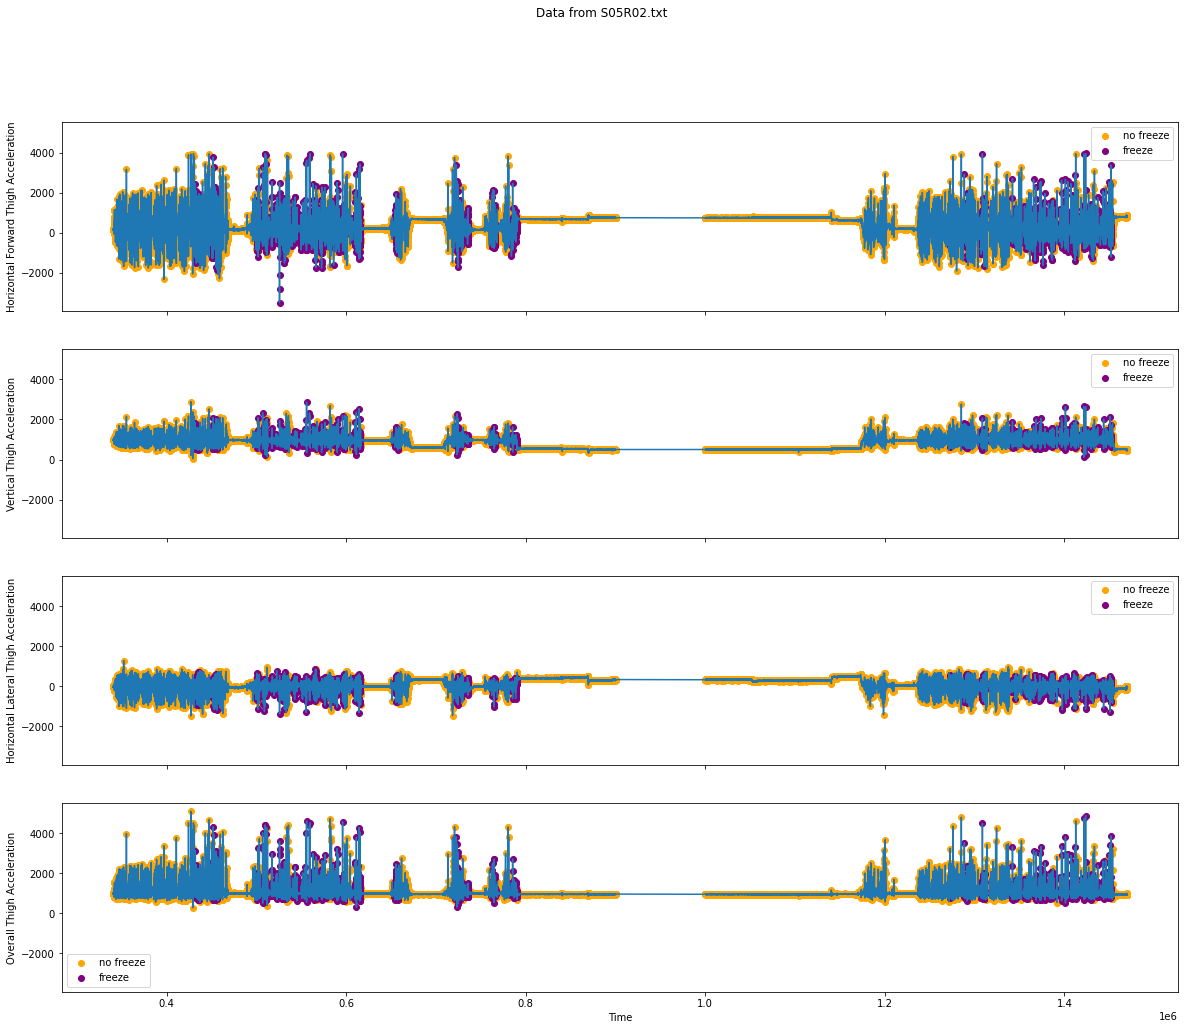 Data from S05R02.txt
Horizontal Forward Thigh Acceleration
4000
2000
0
−2000
no freeze
freeze
Vertical Thigh Acceleration
4000
2000
0
−2000
no freeze
freeze
Horizontal Lateral Thigh Acceleration
4000
2000
0
−2000
no freeze
freeze
Overall Thigh Acceleration
4000
2000
0
−2000
no freeze
freeze
0.4 0.6 0.8 1.0 1.2 1.4
Time
1e6